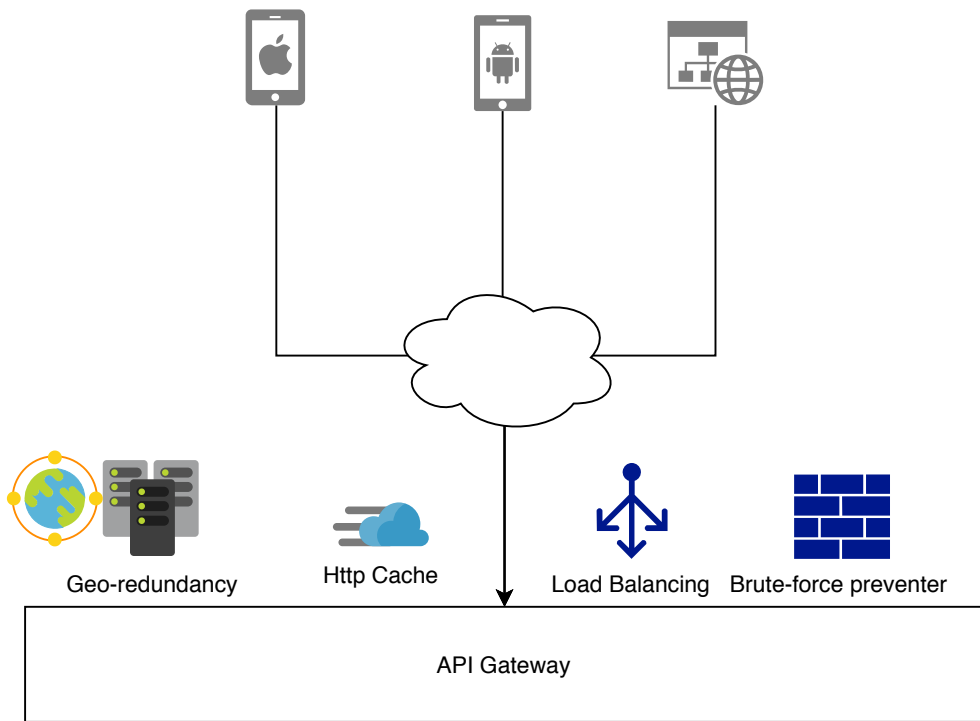 Geo-redundancy
Http Cache
Load Balancing
Brute-force preventer
API Gateway